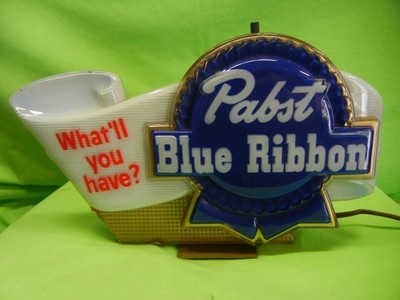 What'll
you
have?
Pabst
Blue Ribbon